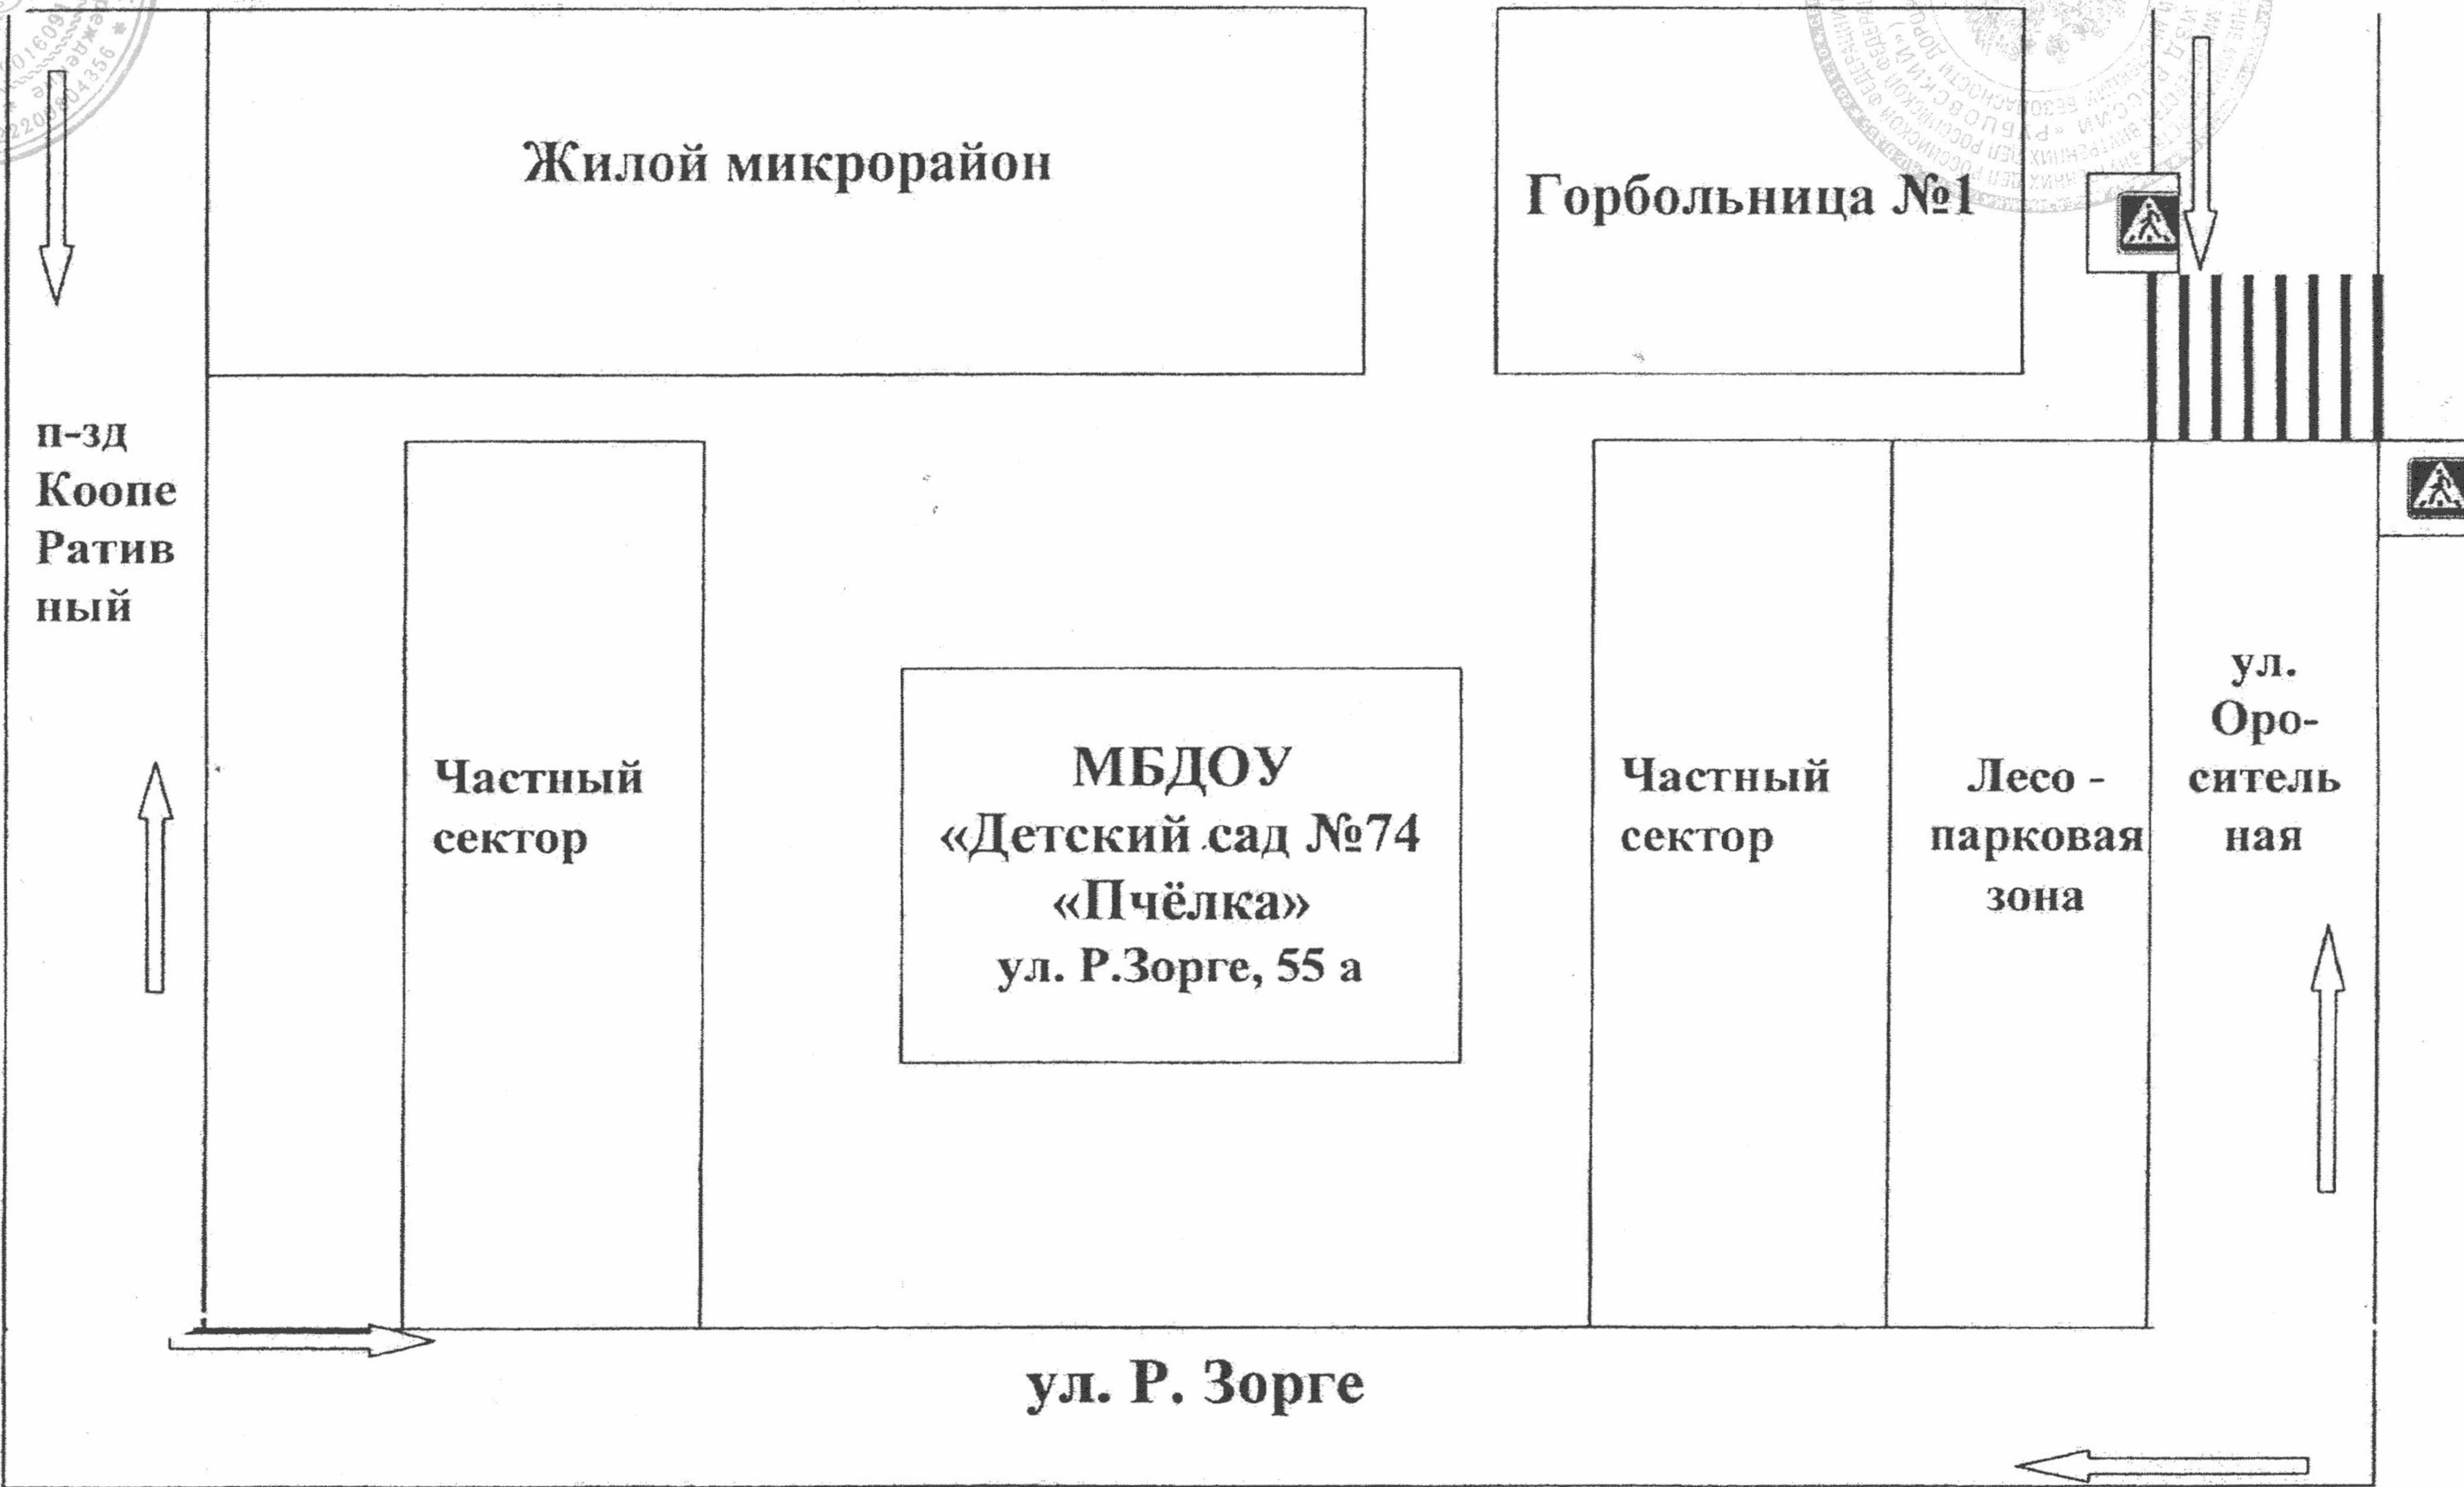 Жилой микрорайон
Горбольница №1
п-зд
Коопе
Ратив
ный
Частный
сектор
МБДОУ
«Детский сад №74
«Пчёлка»
ул. Р.Зорге, 55 а
Частный
сектор
Лесо -
парковая
зона
ул.
Оро-
ситель
ная
ул. Р. Зорге